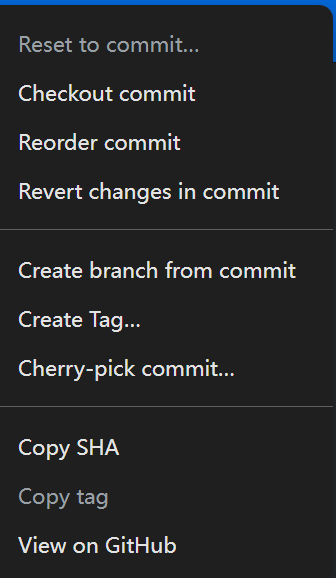 Reset to commit...
Checkout commit
Reorder commit
Revert changes in commit
Create branch from commit
Create Tag...
Cherry-pick commit...
Copy SHA
Copy tag
View on GitHub